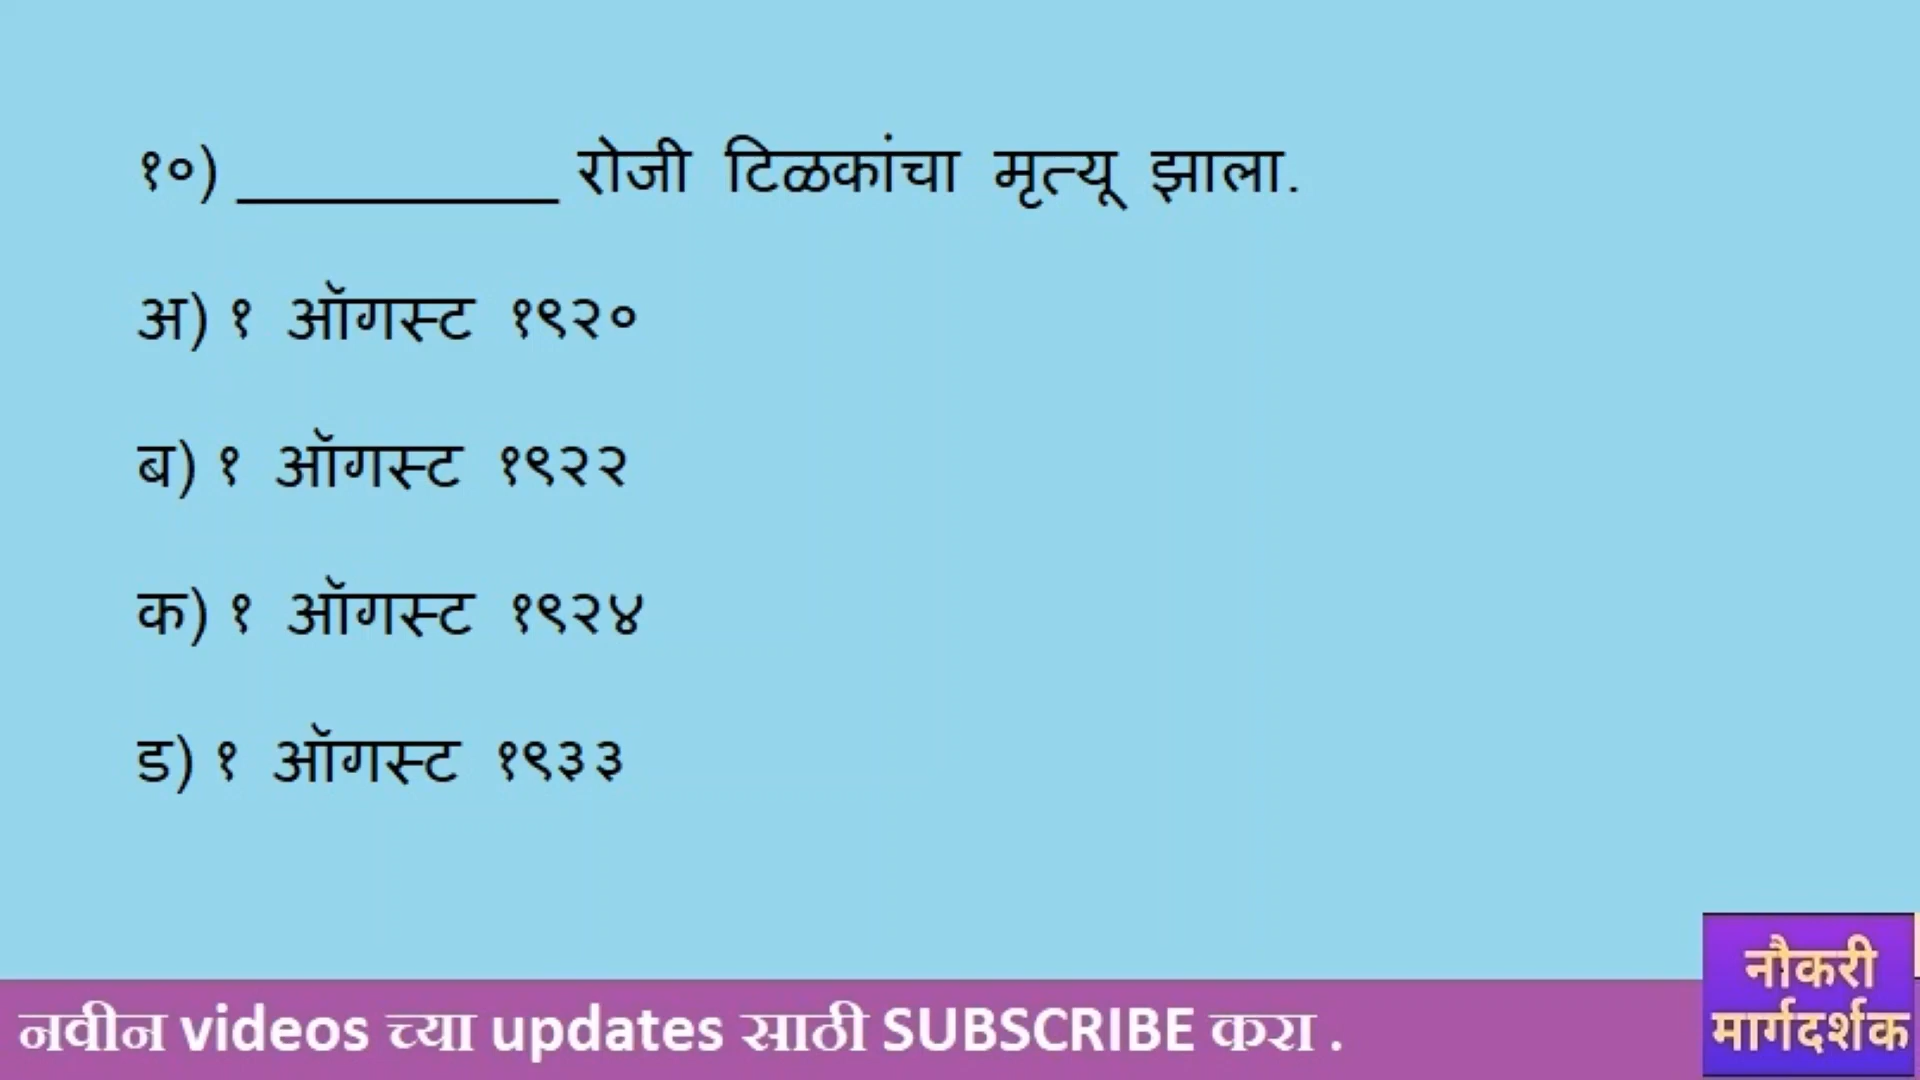 १०) __________ रोजी टिळकांचा मृत्यू झाला.
अ) १ ऑगस्ट १९२०
ब) १ ऑगस्ट १९२२
क) १ ऑगस्ट १९२४
ड) १ ऑगस्ट १९३३
नवीन videos च्या updates साठी SUBSCRIBE करा .
नौकरी
मार्गदर्शक